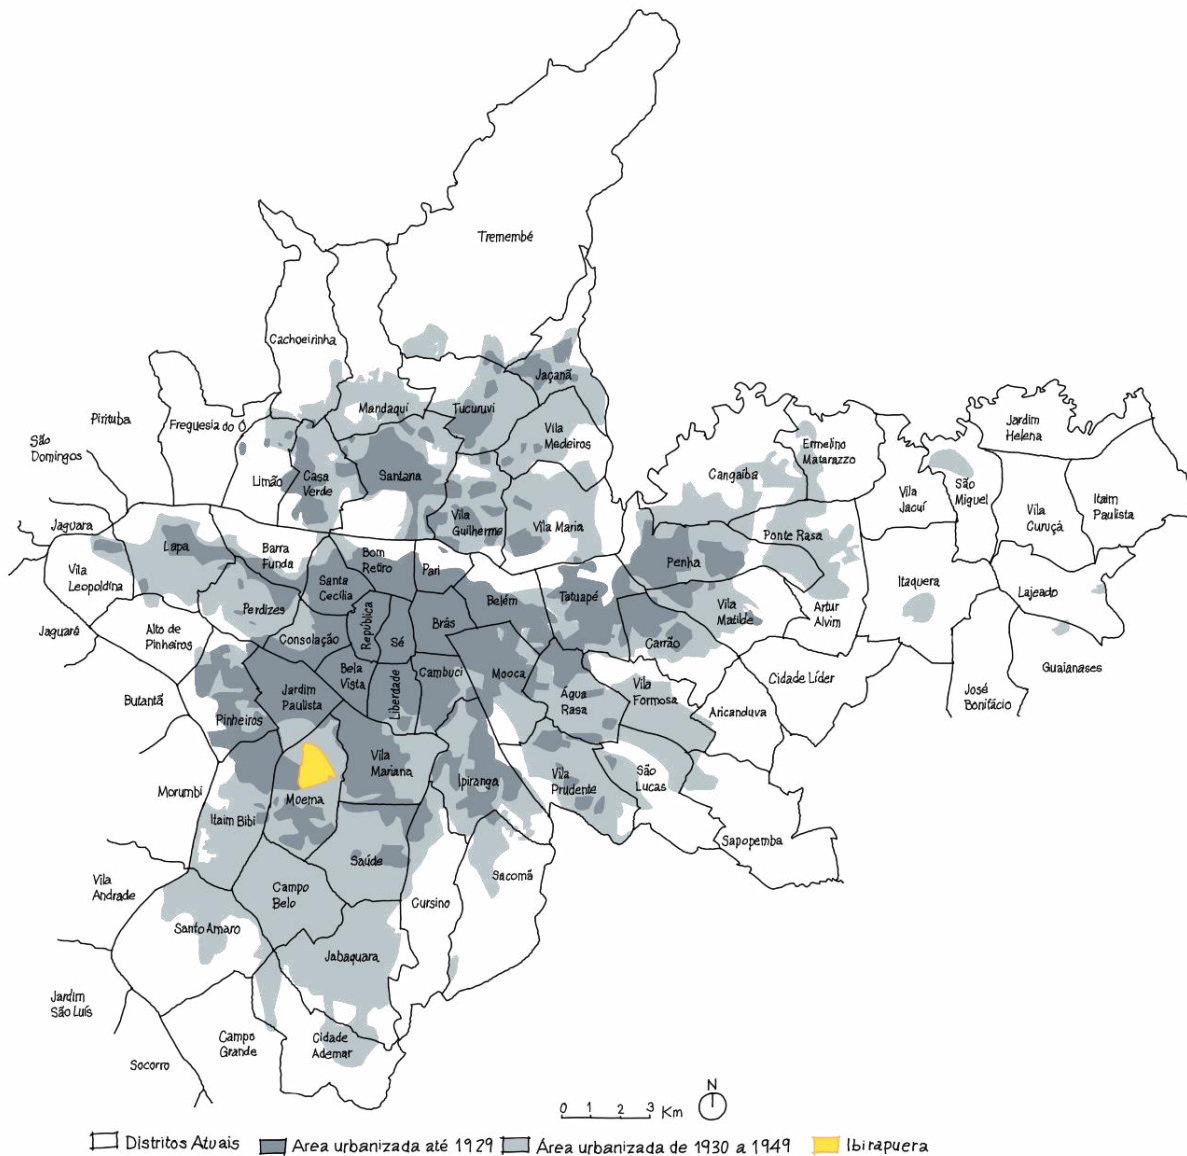 Tremembé
Cachoeirinha
Jaçanã
Mandaqui
Tucuruvi
Pirituba
Freguesia do Ó
Vila
Medeiros
São
Domingos
Jardim
Helena
Ermelino
Matarazzo
Cangaíba
Limão
Casa
Verde
Santana
São
Miguel
Vila
Jacuí
Itaim
Paulista
Vila
Curuçá
Vila
Guilherme
Vila Maria
Jaguara
Lapa
Barra
Funda
Bom
Retiro
Pari
Penha
Ponte Rasa
Vila
Leopoldina
Santa
Cecília
Itaquera
Lajeado
Perdizes
Belém
Tatuapé
Vila
Matilde
Artur
Alvim
Jaguaré
Alto de
Pinheiros
Consolação
República
Sé
Brás
Carrão
Guaianases
Bela
Vista
Liberdade
Cambuci
Mooca
Cidade Líder
Butantã
Jardim
Paulista
Água
Rasa
Vila
Formosa
José
Bonifácio
Aricanduva
Pinheiros
Vila
Mariana
Ipiranga
Vila
Prudente
São
Lucas
Morumbi
Moema
Itaim Bibi
Sapopemba
Saúde
Sacomã
Vila
Andrade
Campo
Belo
Cursino
Santo Amaro
Jabaquara
Jardim
São Luís
Campo
Grande
Cidade
Ademar
Socorro
N
0 1 2 3 Km
Distritos Atuais Area urbanizada até 1929 Área urbanizada de 1930 a 1949 Ibirapuera